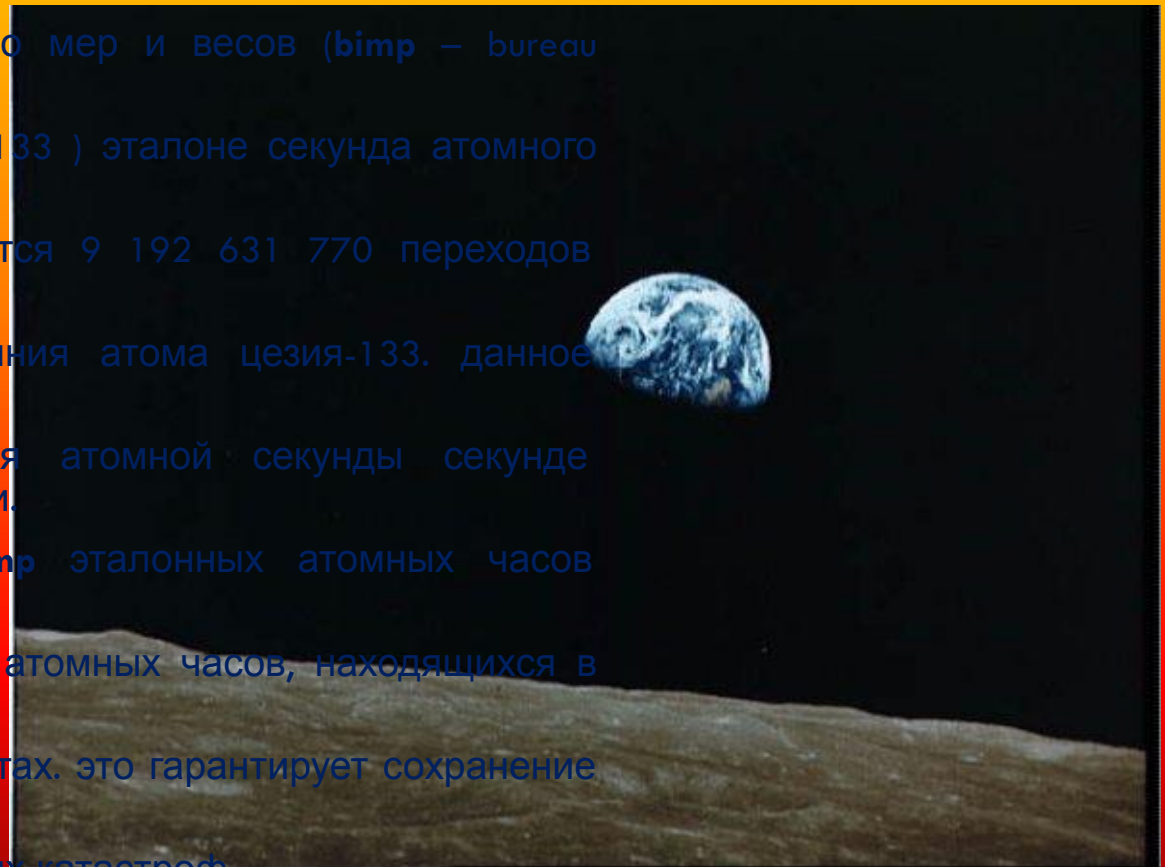 о мер и весов (bimp – bureau
133 ) эталоне секунда атомного
тся 9 192 631 770 переходов
ния атома цезия-133. данное
я атомной секунды секунде
и.
mp эталонных атомных часов
атомных часов, находящихся в
тах. это гарантирует сохранение
х катастроф